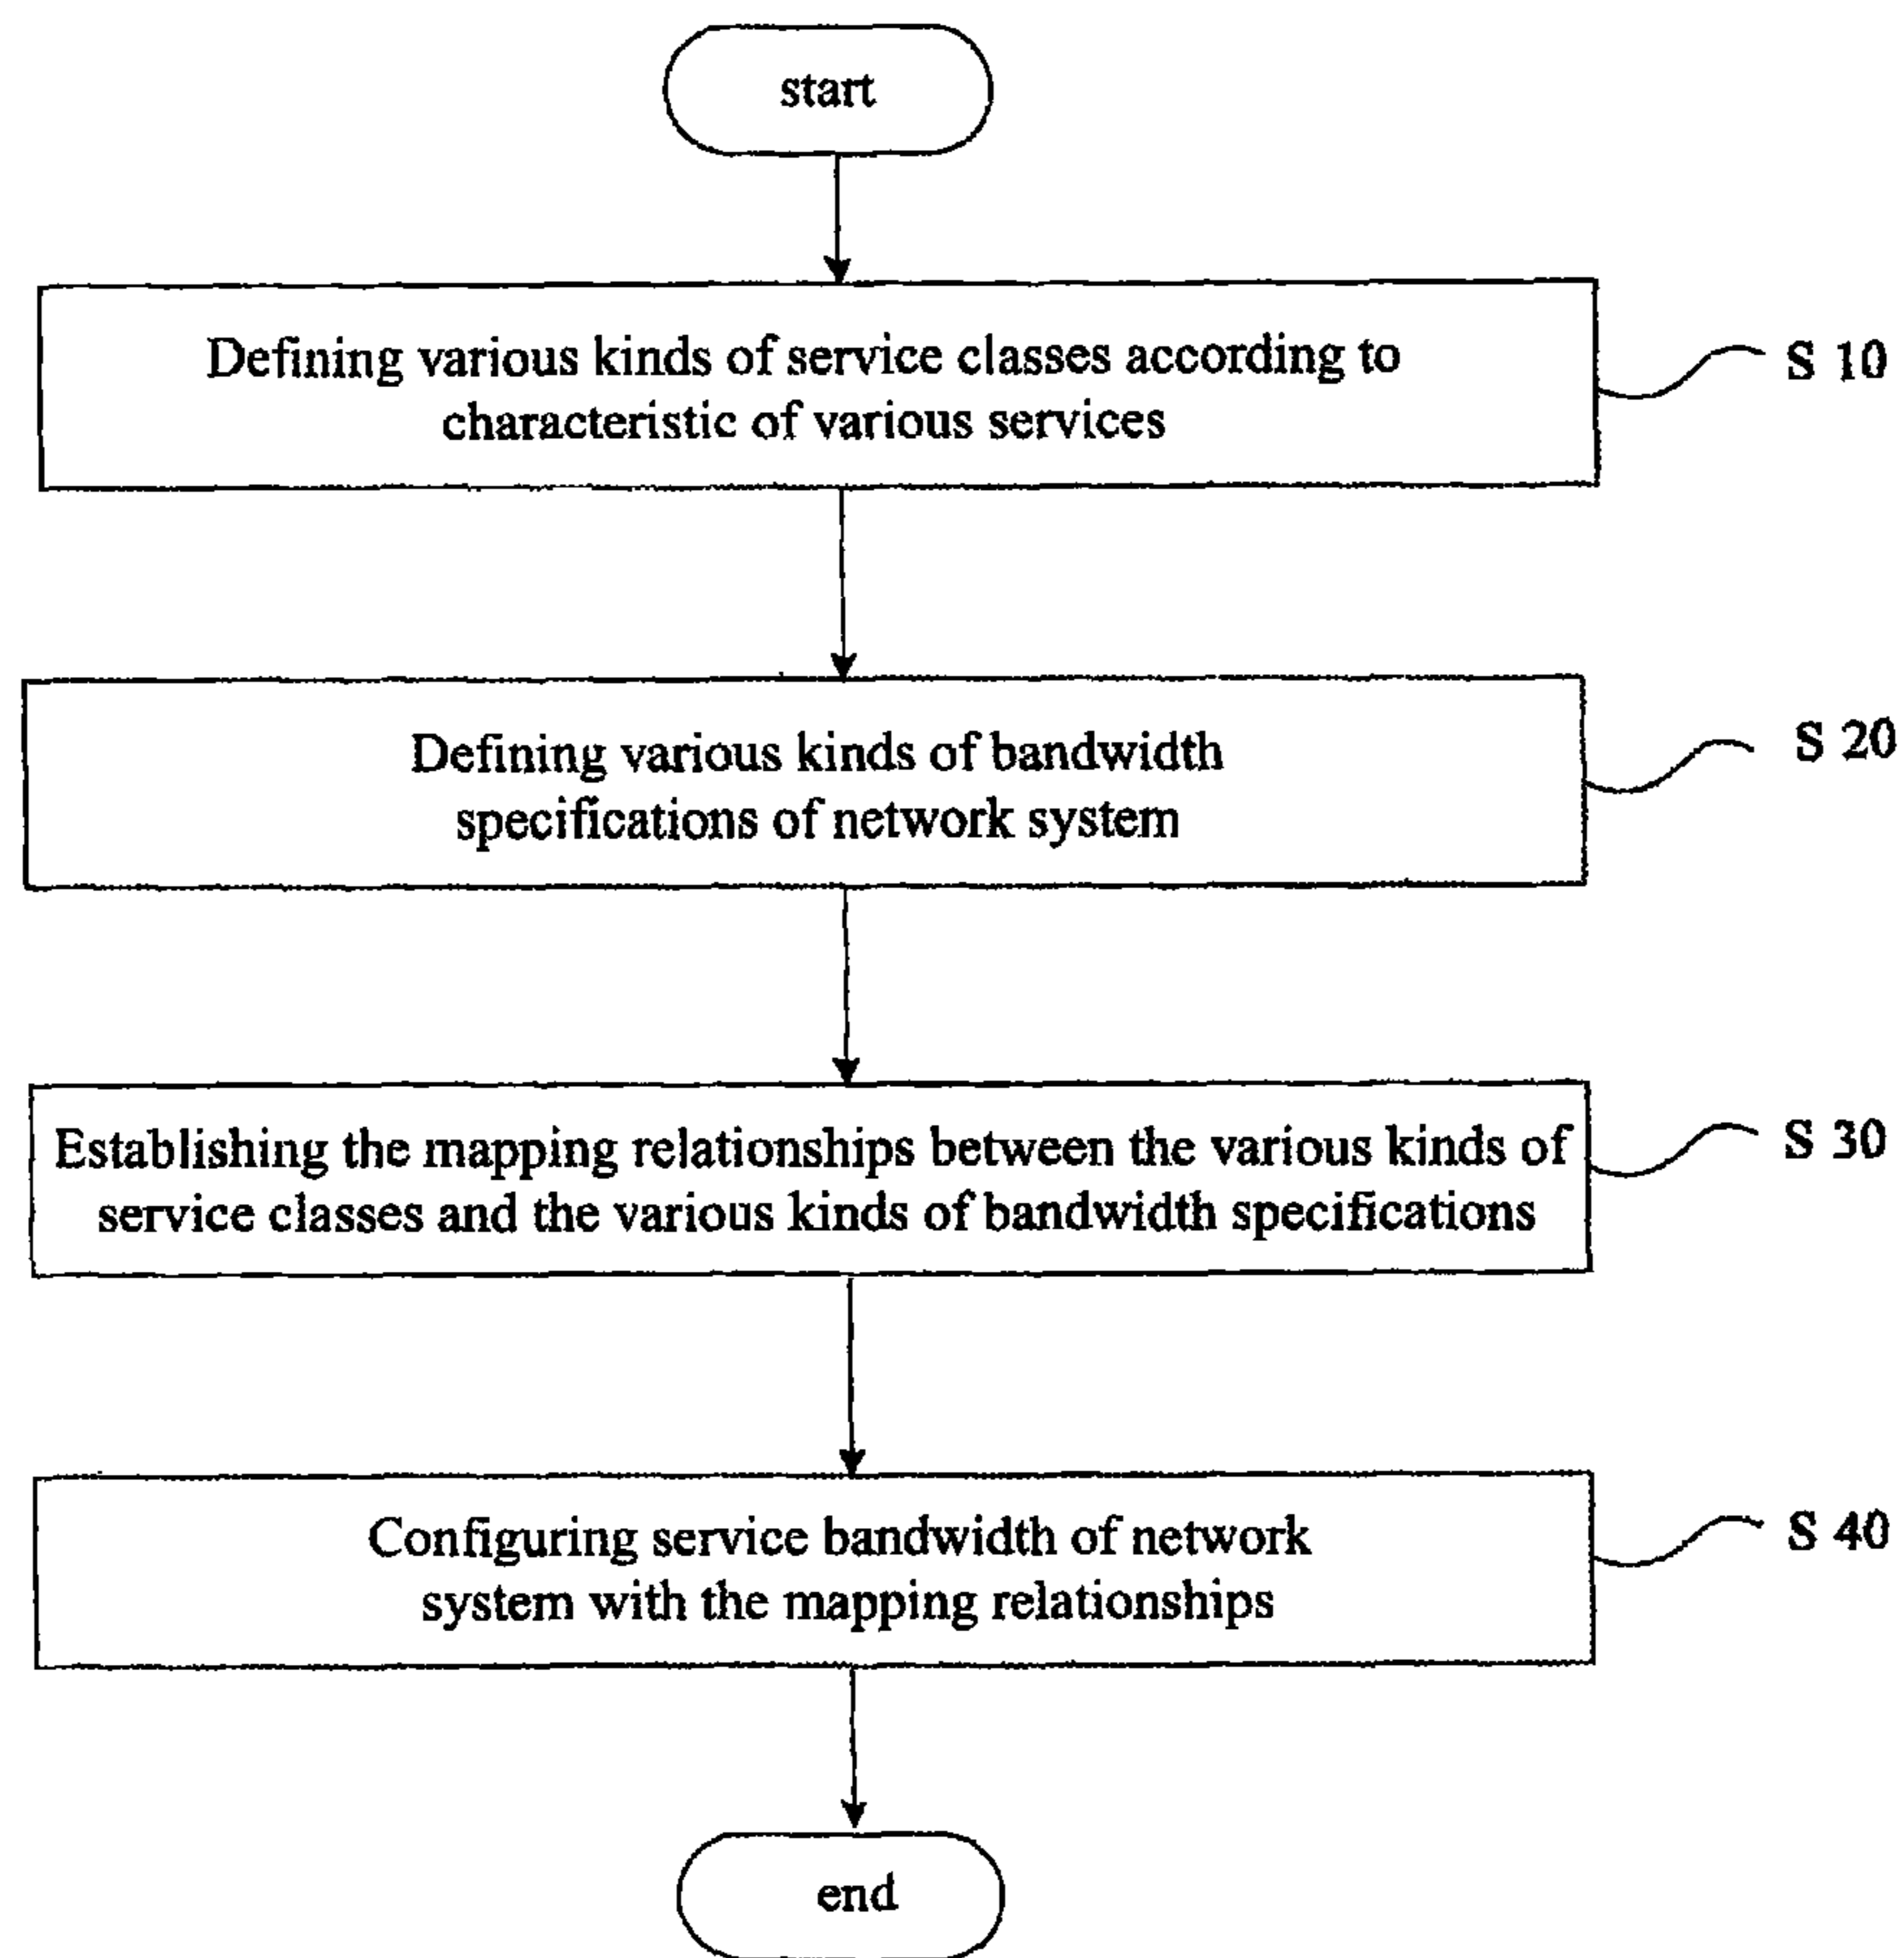 start
Defining various kinds of service classes according to
characteristic of various services
S 10
Defining various kinds of bandwidth
specifications of network system
S 20
Establishing the mapping relationships between the various kinds of
service classes and the various kinds of bandwidth specifications
S 30
Configuring service bandwidth of network
system with the mapping relationships
S 40
end